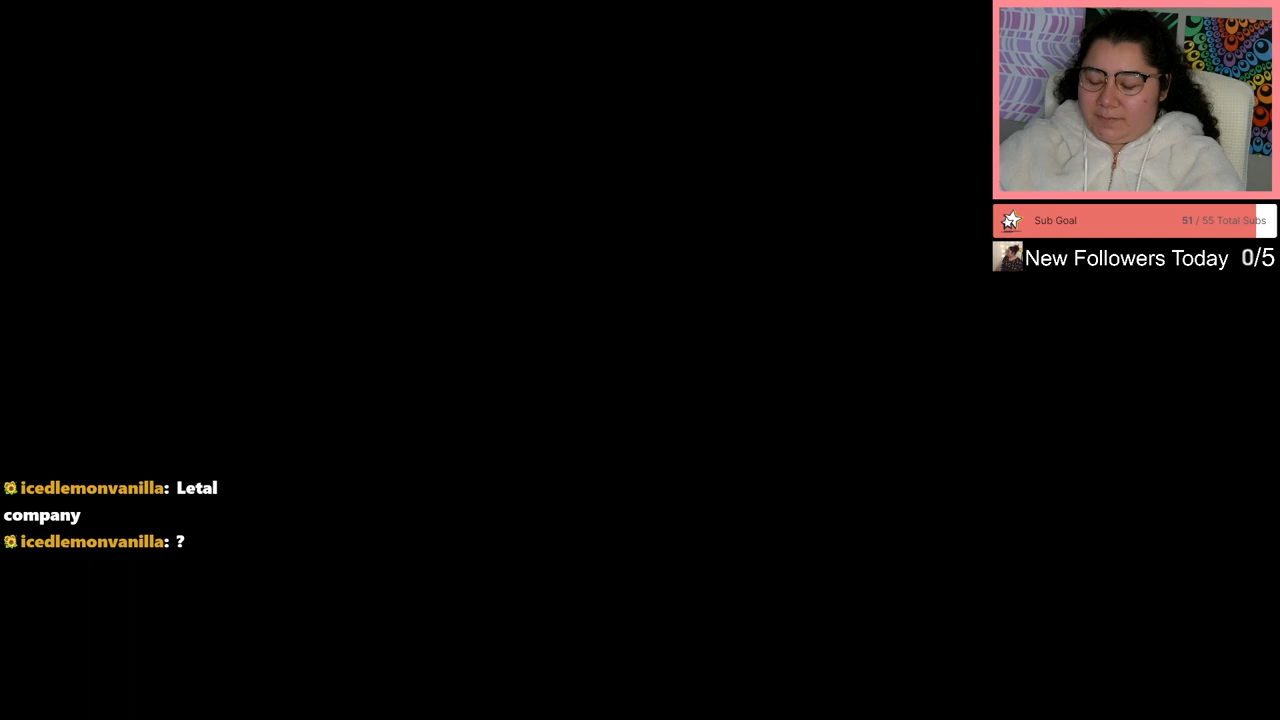 Sub Goal 51 / 55 Total Subs
New Followers Today 0/5
icedlemonvanilla: Letal
company
icedlemonvanilla: ?